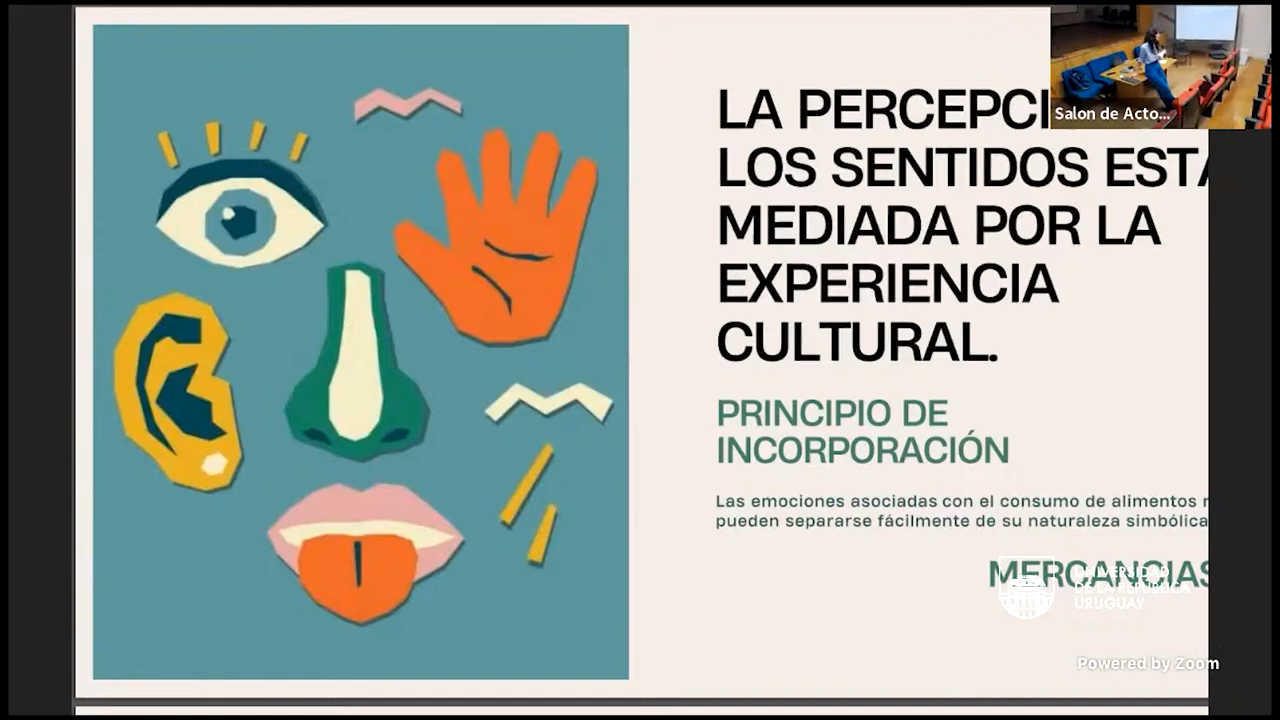 LA PERCEPCI
LOS SENTIDOS ESTÁ
MEDIADA POR LA
EXPERIENCIA
CULTURAL.
PRINCIPIO DE
INCORPORACIÓN
Las emociones asociadas con el consumo de alimentos n
pueden separarse fácilmente de su naturaleza simbólica
MERCANCIAS
UNIVERSIDAD
DE LA REPÚBLICA
URUGUAY
Powered by Zoom
Salon de Acto...